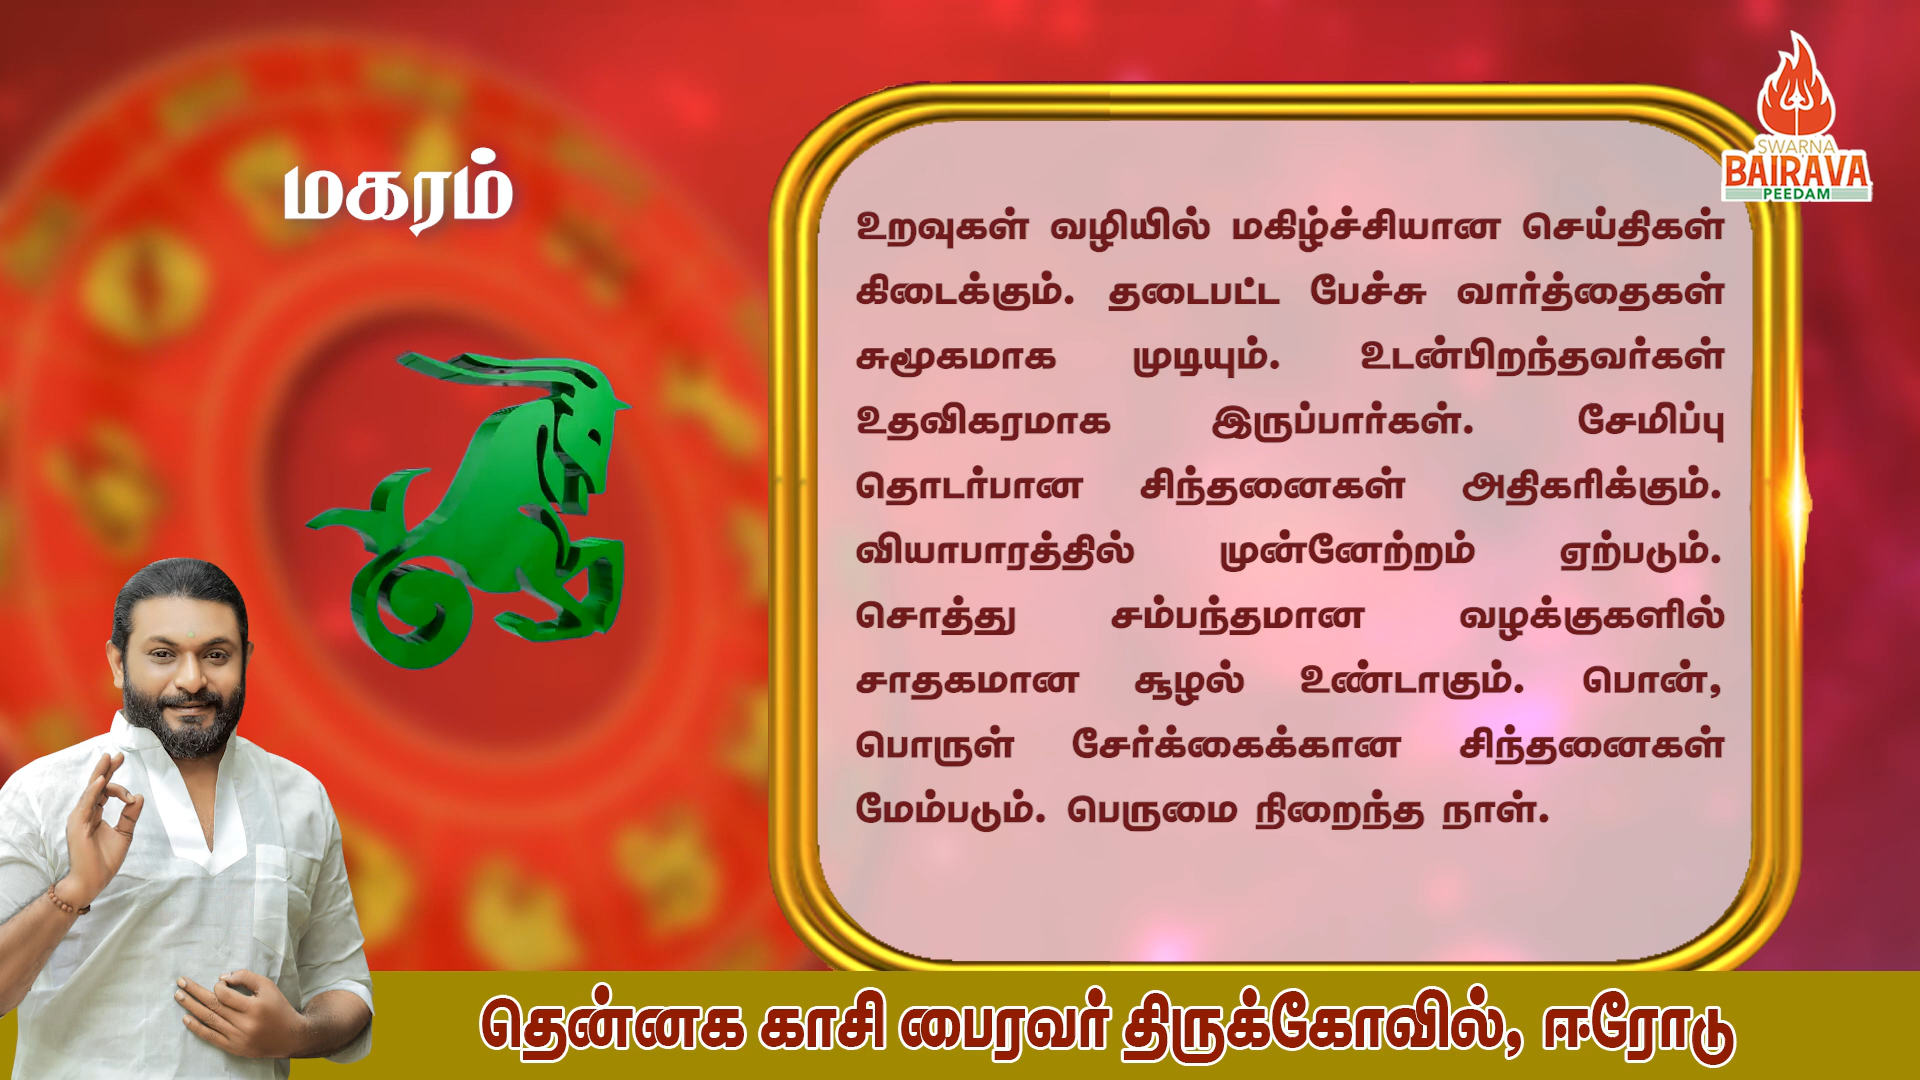 மகரம்
SWARNA
BAIRAVA
PEEDAM
உறவுகள் வழியில் மகிழ்ச்சியான செய்திகள்
கிடைக்கும். தடைபட்ட பேச்சு வார்த்தைகள்
சுமூகமாக முடியும். உடன்பிறந்தவர்கள்
உதவிகரமாக இருப்பார்கள். சேமிப்பு
தொடர்பான சிந்தனைகள் அதிகரிக்கும்.
வியாபாரத்தில் முன்னேற்றம் ஏற்படும்.
சொத்து சம்பந்தமான வழக்குகளில்
சாதகமான சூழல் உண்டாகும். பொன்,
பொருள் சேர்க்கைக்கான சிந்தனைகள்
மேம்படும். பெருமை நிறைந்த நாள்.
தென்னக காசி பைரவர் திருக்கோவில், ஈரோடு